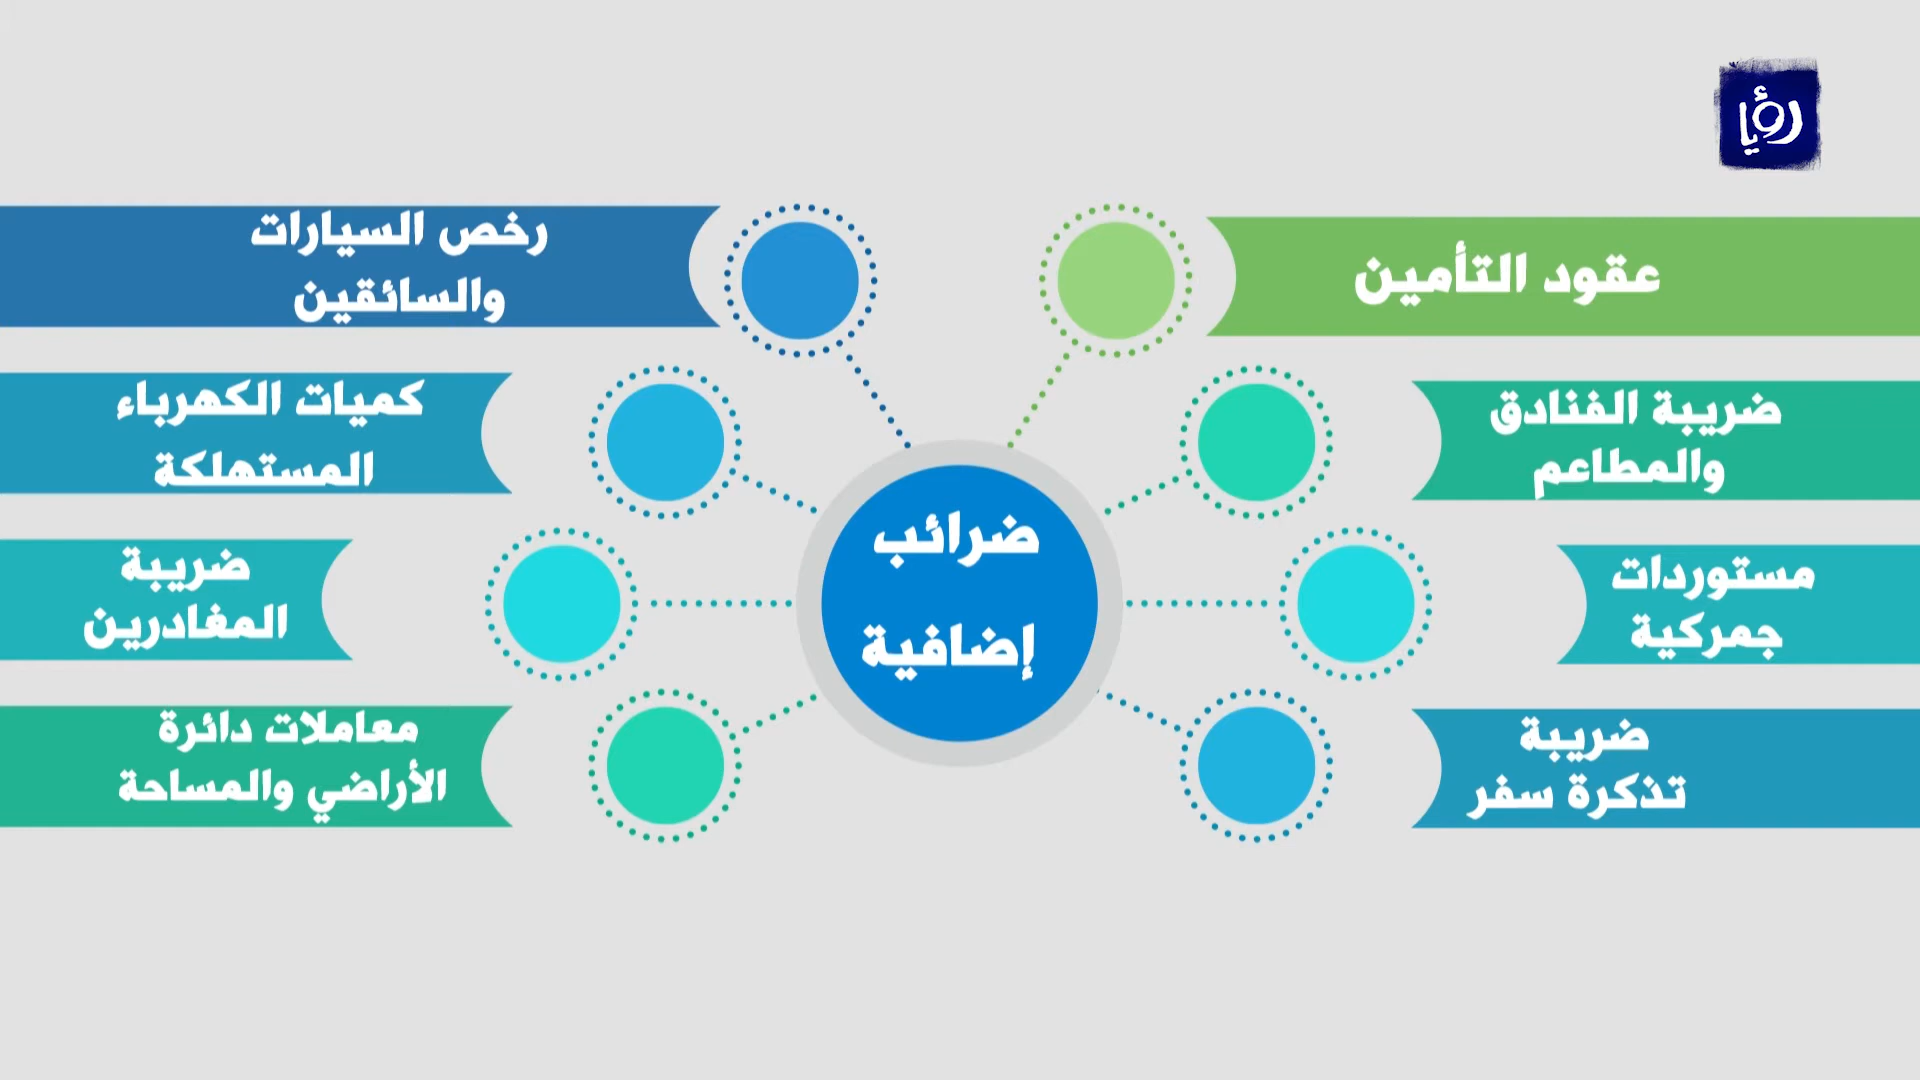 رؤيا
عقود التأمين
ضريبة الفنادق
والمطاعم
مستوردات
جمركية
ضريبة
تذكرة سفر
ضرائب
إضافية
رخص السيارات
والسائقين
كميات الكهرباء
المستهلكة
ضريبة
المغادرين
معاملات دائرة
الأراضي والمساحة